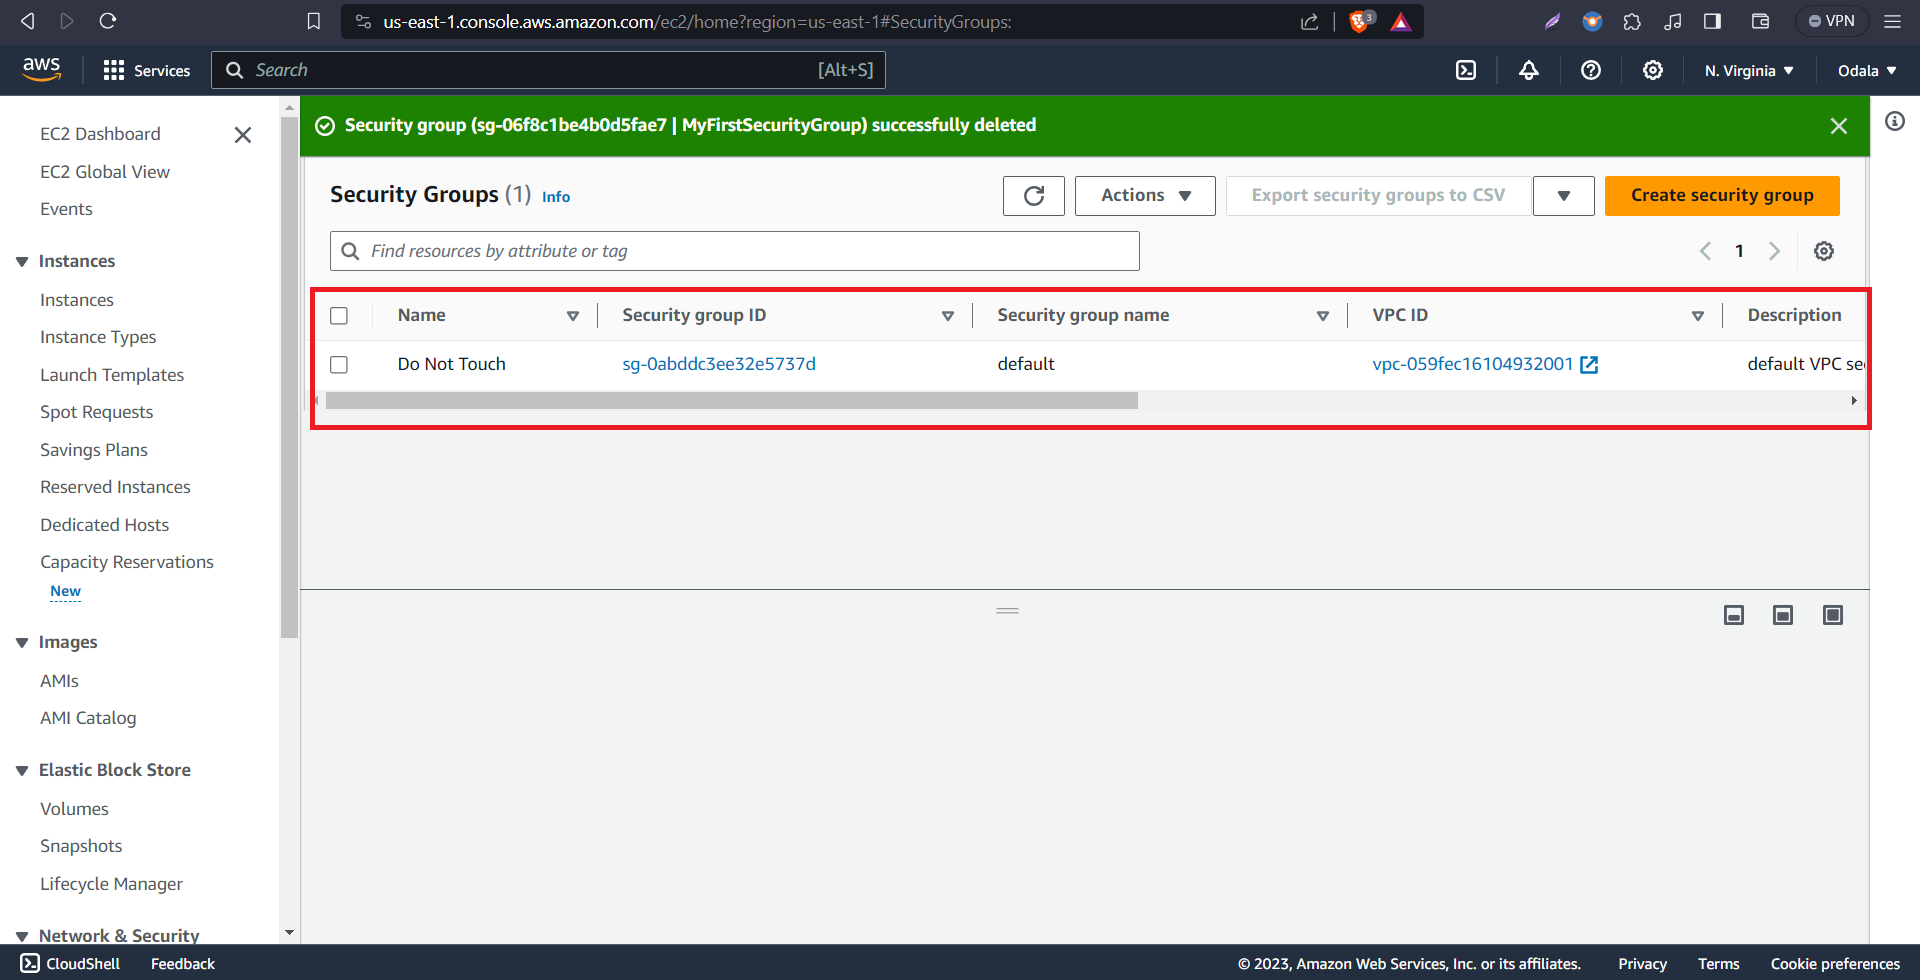 us-east-1.console.aws.amazon.com/ec2/home?region=us-east-1#SecurityGroups:
3
VPN
aws
Services
Search
[Alt+S]
N. Virginia
Odala
EC2 Dashboard
EC2 Global View
Events
Instances
Instances
Instance Types
Launch Templates
Spot Requests
Savings Plans
Reserved Instances
Dedicated Hosts
Capacity Reservations
New
Images
AMIs
AMI Catalog
Elastic Block Store
Volumes
Snapshots
Lifecycle Manager
Network & Security
Security group (sg-06f8c1be4b0d5fae7 | MyFirstSecurityGroup) successfully deleted
Security Groups (1) Info
Actions
Export security groups to CSV
Create security group
Find resources by attribute or tag
1
Name Security group ID Security group name VPC ID Description
Do Not Touch sg-0abddc3ee32e5737d default vpc-059fec16104932001 default VPC se
CloudShell Feedback
© 2023, Amazon Web Services, Inc. or its affiliates. Privacy Terms Cookie preferences